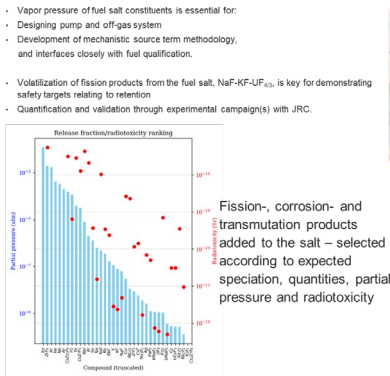 • Vapor pressure of fuel salt constituents is essential for:
• Designing pump and off-gas system
• Development of mechanistic source term methodology,
and interfaces closely with fuel qualification.
• Volatilization of fission products from the fuel salt, NaF-KF-UF4/3, is key for demonstrating
safety targets relating to retention
• Quantification and validation through experimental campaign(s) with JRC.
Release fraction/radiotoxicity ranking
Partial pressure (atm)
Radiotoxicity (Sv)
Compound (truncated)
Fission-, corrosion- and
transmutation products
added to the salt – selected
according to expected
speciation, quantities, partial
pressure and radiotoxicity